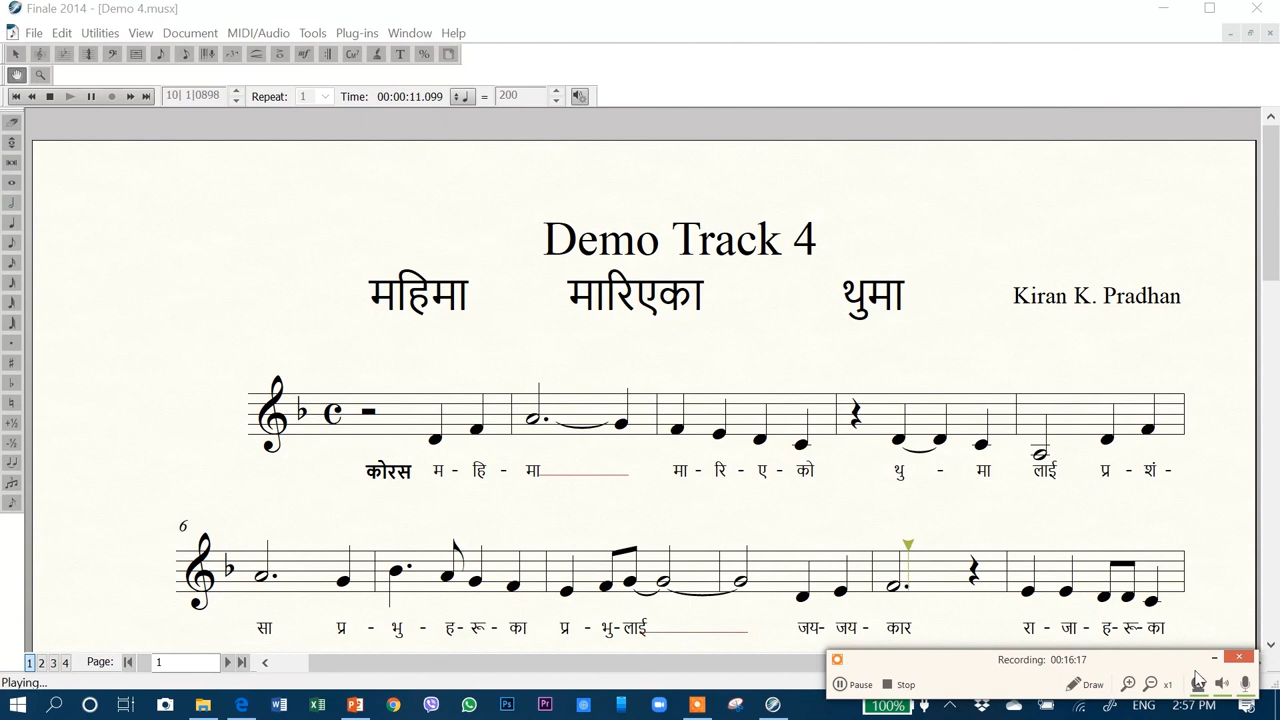 Finale 2014 - [Demo 4.musx]
File Edit Utilities View Document MIDI/Audio Tools Plug-ins Window Help
10| 1|0898 Repeat: 1 Time: 00:00:11.099 = 200
Demo Track 4
महिमा मारिएका थुमा
Kiran K. Pradhan
कोरस म - हि - मा मा - रि - ए - को थु - मा लाई प्र - शं -
6
सा प्र - भु - ह - रू - का प्र - भु - लाई जय- जय - कार रा - जा - ह- रू- का
1 2 3 4 Page: 1
Recording: 00:16:17
Pause Stop Draw x1
Playing...
100% ENG 2:57 PM